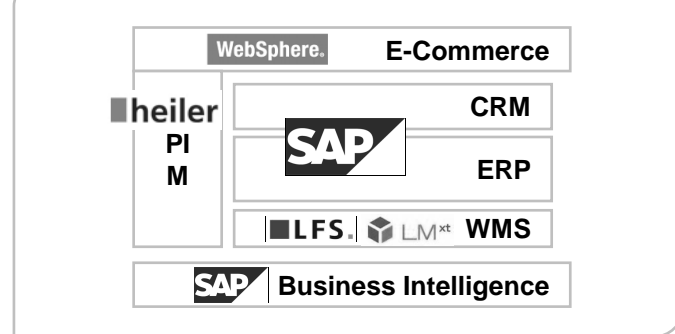 WebSphere. E-Commerce
heiler
PI
M
CRM
SAP
ERP
LFS. LMxt WMS
SAP Business Intelligence